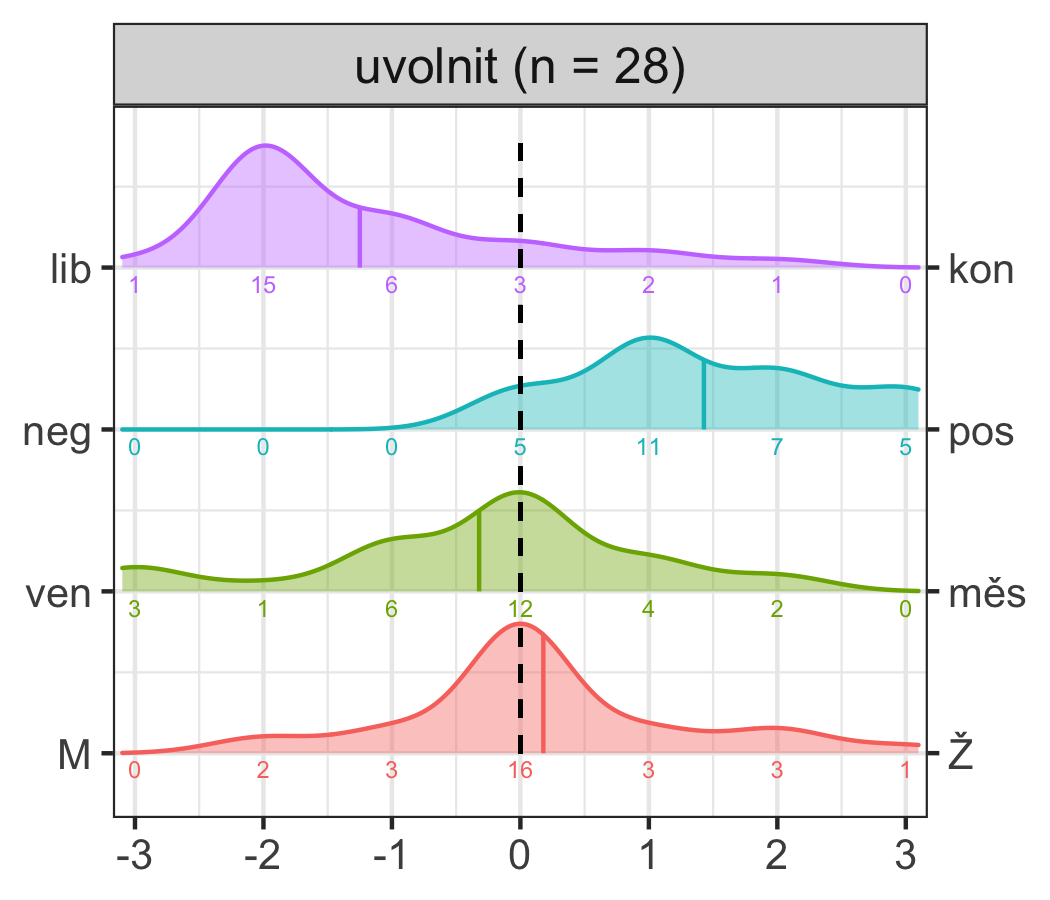 uvolnit (n = 28)
lib kon
1 15 6 3 2 1 0
neg pos
0 0 0 5 11 7 5
ven měs
3 1 6 12 4 2 0
M Ž
0 2 3 16 3 3 1
-3 -2 -1 0 1 2 3